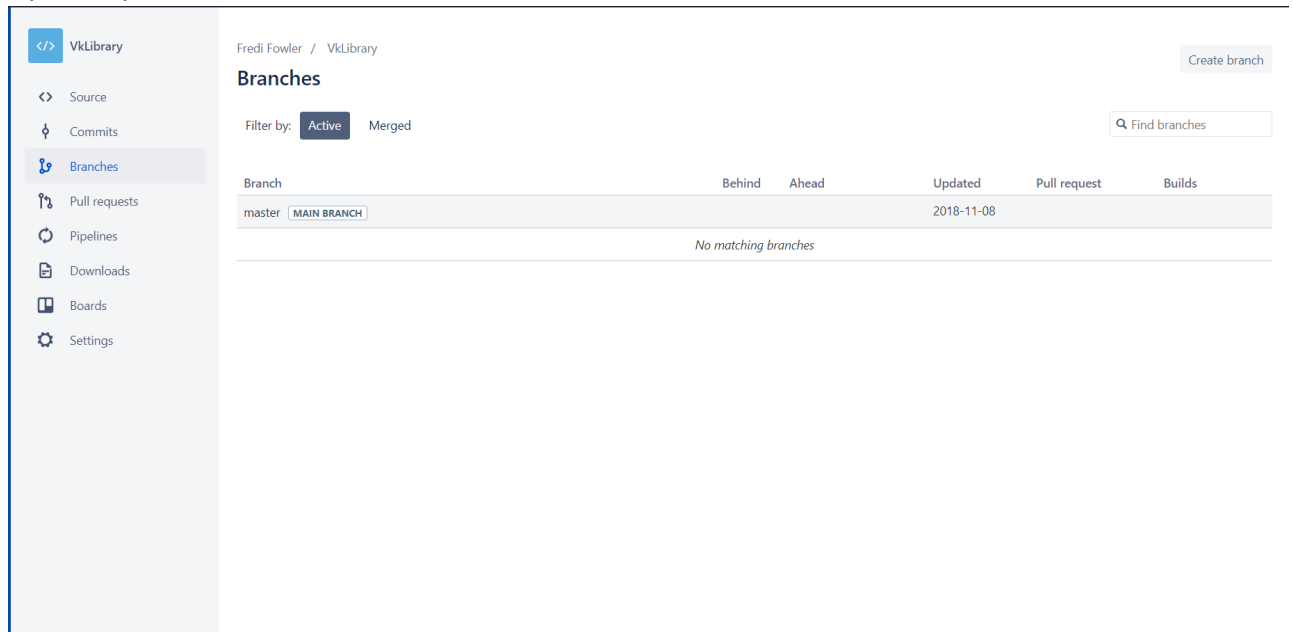 </> VkLibrary
Source
Commits
Branches
Pull requests
Pipelines
Downloads
Boards
Settings
Fredi Fowler / VkLibrary
Create branch
Branches
Filter by: Active Merged
Find branches
Branch Behind Ahead Updated Pull request Builds
master MAIN BRANCH 2018-11-08
No matching branches